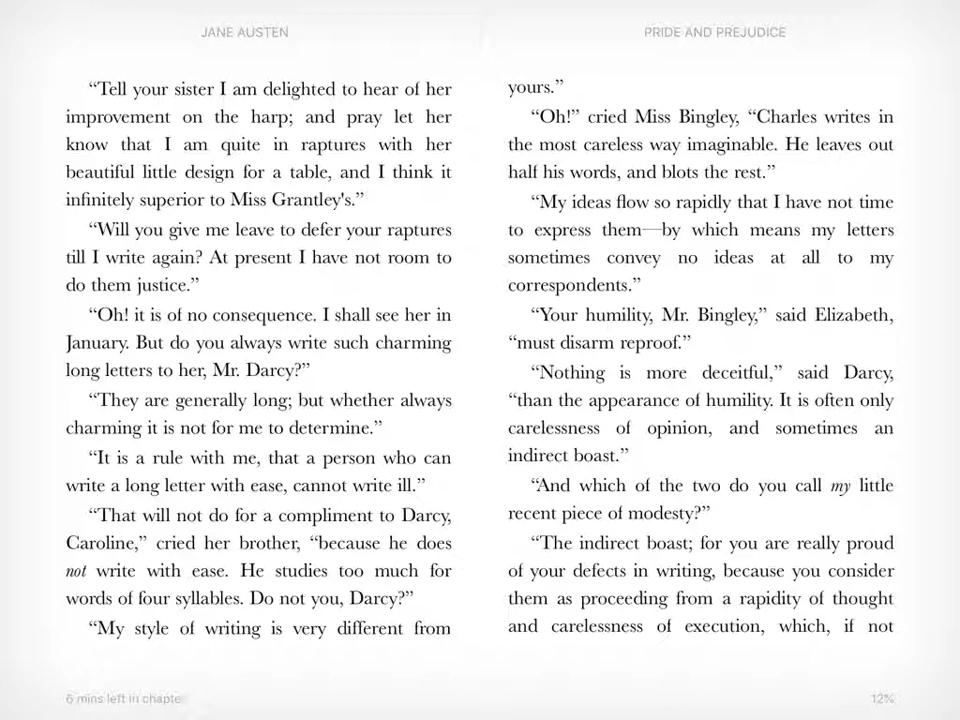 JANE AUSTEN
“Tell your sister I am delighted to hear of her
improvement on the harp; and pray let her
know that I am quite in raptures with her
beautiful little design for a table, and I think it
infinitely superior to Miss Grantley's.”
“Will you give me leave to defer your raptures
till I write again? At present I have not room to
do them justice.”
“Oh! it is of no consequence. I shall see her in
January. But do you always write such charming
long letters to her, Mr. Darcy?”
“They are generally long; but whether always
charming it is not for me to determine.”
“It is a rule with me, that a person who can
write a long letter with ease, cannot write ill.”
“That will not do for a compliment to Darcy,
Caroline,” cried her brother, “because he does
not write with ease. He studies too much for
words of four syllables. Do not you, Darcy?”
“My style of writing is very different from
6 mins left in chapte
PRIDE AND PREJUDICE
yours.”
“Oh!” cried Miss Bingley, “Charles writes in
the most careless way imaginable. He leaves out
half his words, and blots the rest.”
“My ideas flow so rapidly that I have not time
to express them—by which means my letters
sometimes convey no ideas at all to my
correspondents.”
“Your humility, Mr. Bingley,” said Elizabeth,
“must disarm reproof.”
“Nothing is more deceitful,” said Darcy,
“than the appearance of humility. It is often only
carelessness of opinion, and sometimes an
indirect boast.”
“And which of the two do you call my little
recent piece of modesty?”
“The indirect boast; for you are really proud
of your defects in writing, because you consider
them as proceeding from a rapidity of thought
and carelessness of execution, which, if not
12%